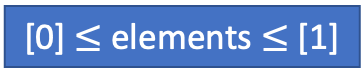 [0] ≤ elements ≤ [1]